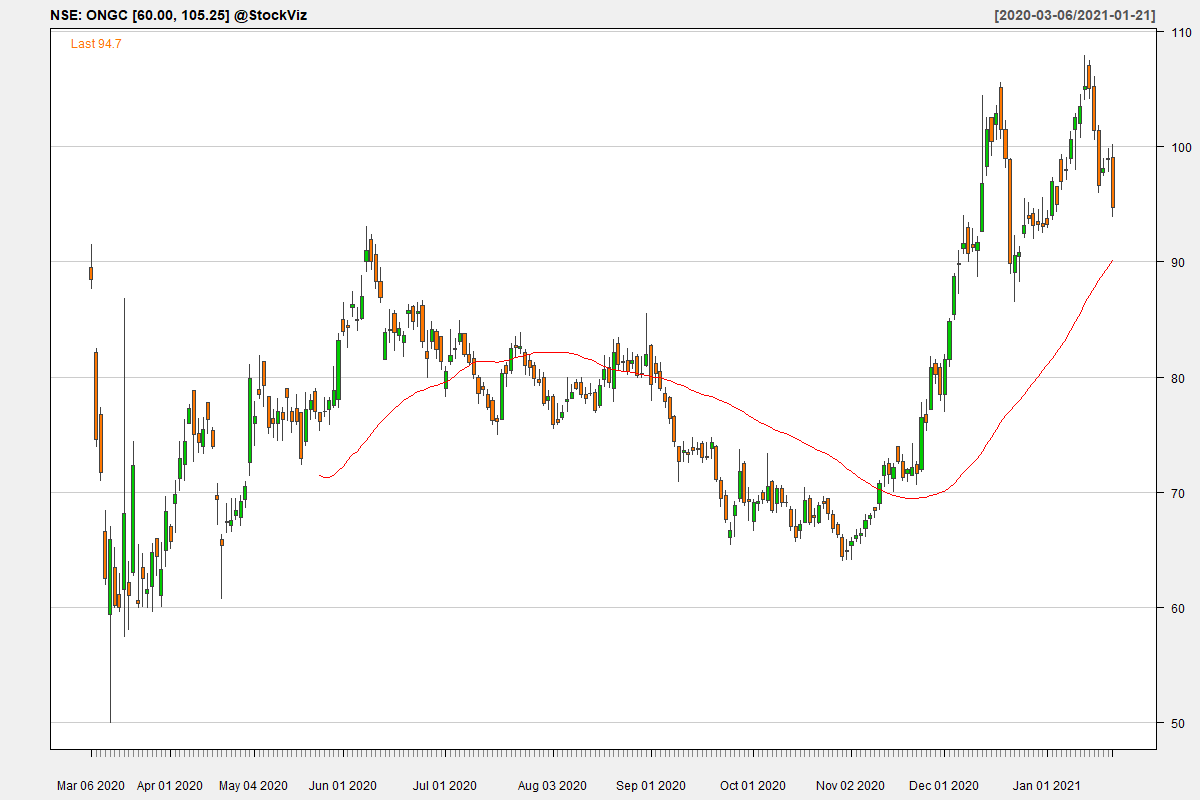 NSE: ONGC [60.00, 105.25] @StockViz [2020-03-06/2021-01-21]
Last 94.7
110
100
90
80
70
60
50
Mar 06 2020 Apr 01 2020 May 04 2020 Jun 01 2020 Jul 01 2020 Aug 03 2020 Sep 01 2020 Oct 01 2020 Nov 02 2020 Dec 01 2020 Jan 01 2021